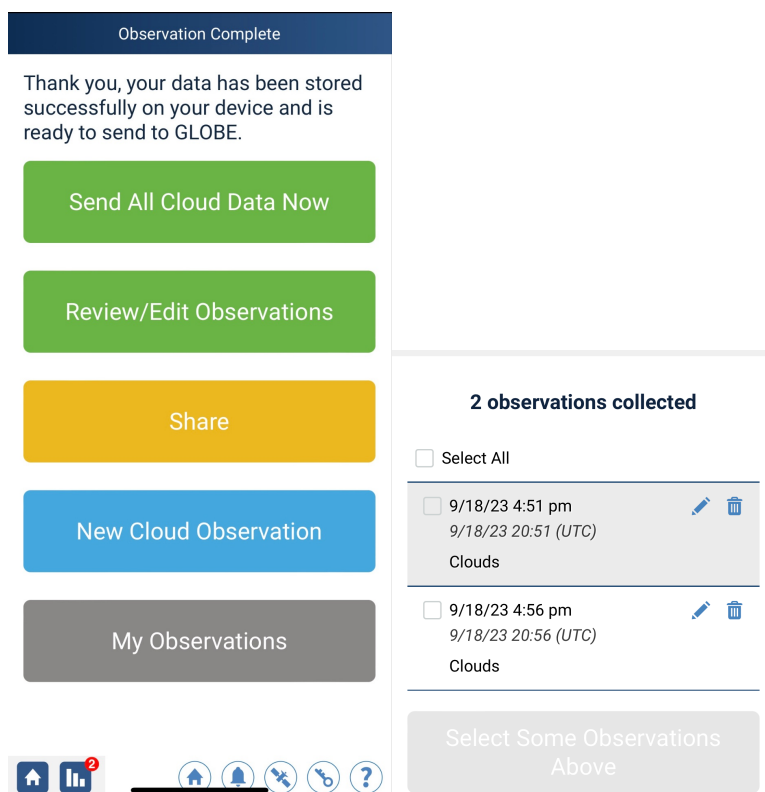 Observation Complete
Thank you, your data has been stored
successfully on your device and is
ready to send to GLOBE.
Send All Cloud Data Now
Review/Edit Observations
Share
New Cloud Observation
My Observations
2
?
2 observations collected
Select All
9/18/23 4:51 pm
9/18/23 20:51 (UTC)
Clouds
9/18/23 4:56 pm
9/18/23 20:56 (UTC)
Clouds
Select Some Observations
Above